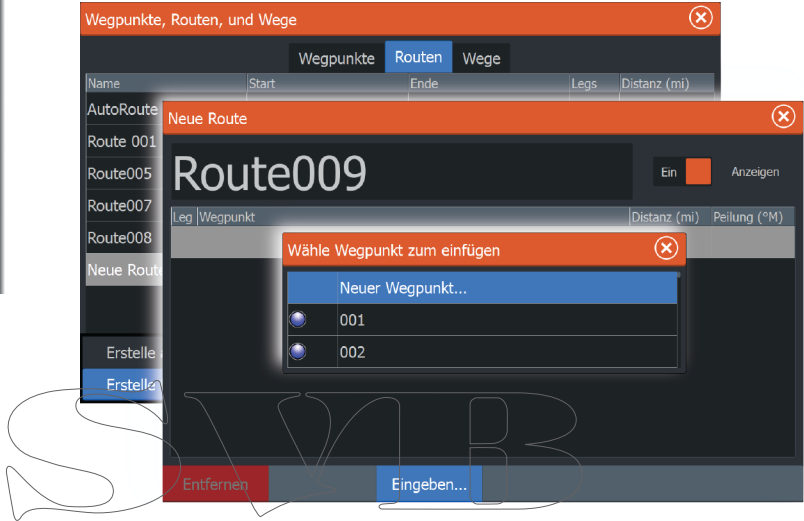 Wegpunkte, Routen, und Wege
Wegpunkte Routen Wege
Name Start Ende Legs Distanz (mi)
AutoRoute
Route 001
Route005
Route007
Route008
Neue Route
Erstelle
Erstelle
Neue Route
Route009
Ein Anzeigen
Leg Wegpunkt Distanz (mi) Peilung (°M)
Wähle Wegpunkt zum einfügen
Neuer Wegpunkt...
001
002
Entfernen Eingeben...
SVB